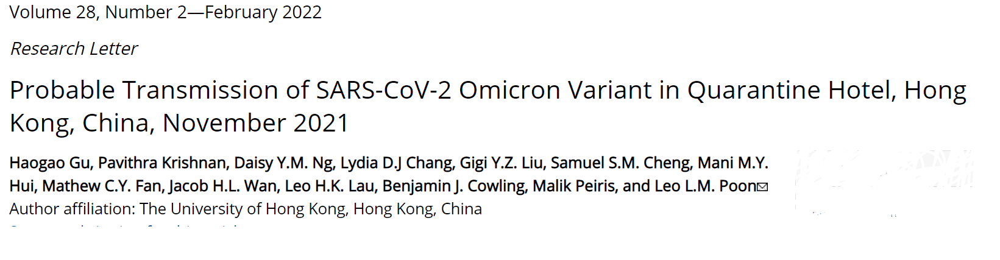 Volume 28, Number 2—February 2022
Research Letter
Probable Transmission of SARS-CoV-2 Omicron Variant in Quarantine Hotel, Hong
Kong, China, November 2021
Haogao Gu, Pavithra Krishnan, Daisy Y.M. Ng, Lydia D.J Chang, Gigi Y.Z. Liu, Samuel S.M. Cheng, Mani M.Y.
Hui, Mathew C.Y. Fan, Jacob H.L. Wan, Leo H.K. Lau, Benjamin J. Cowling, Malik Peiris, and Leo L.M. Poon
Author affiliation: The University of Hong Kong, Hong Kong, China